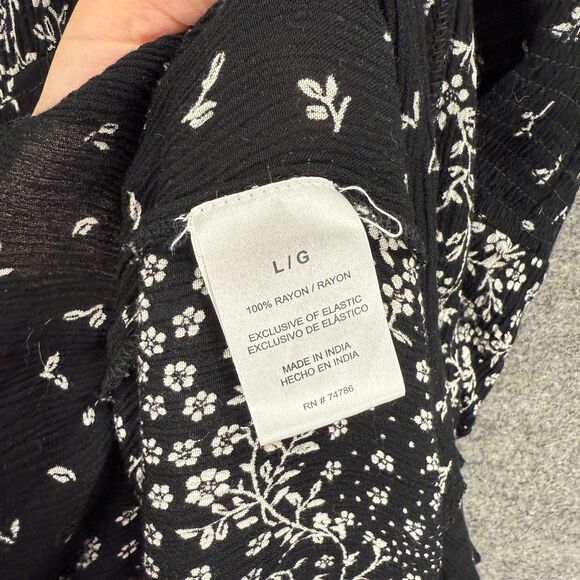 L / G
100% RAYON / RAYON
EXCLUSIVE OF ELASTIC
EXCLUSIVO DE ELÁSTICO
MADE IN INDIA
HECHO EN INDIA
RN # 74786